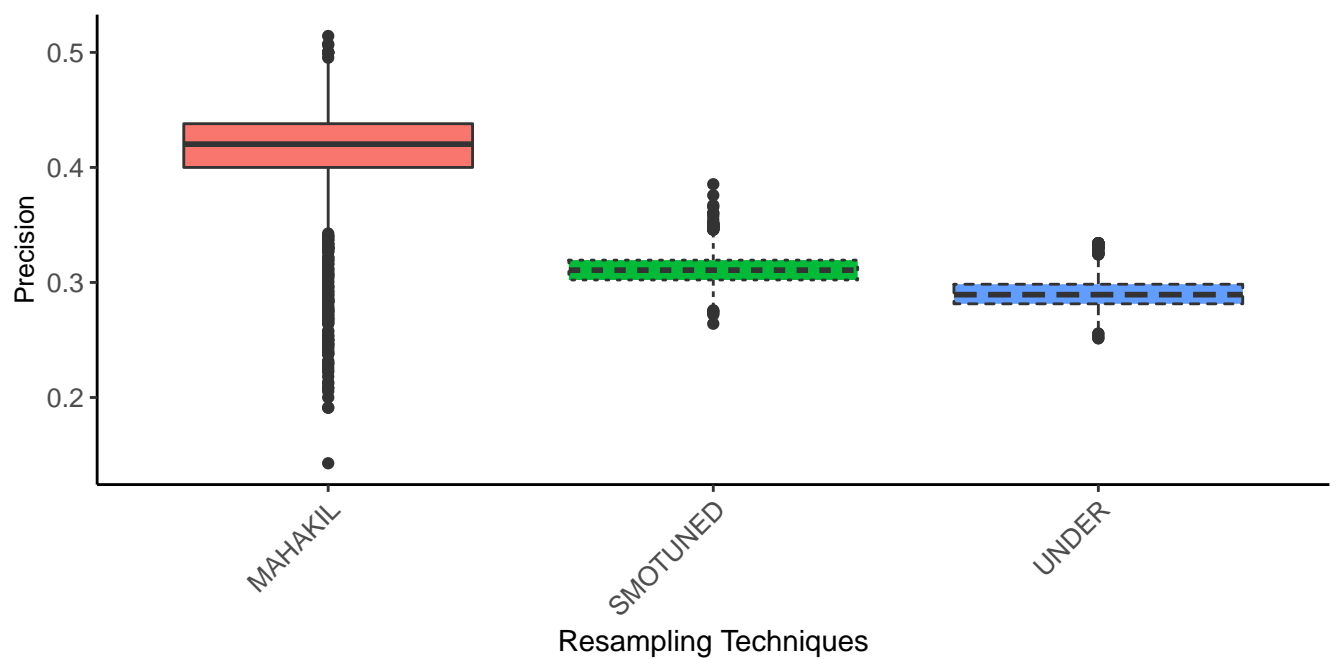 Precision
0.5
0.4
0.3
0.2
MAHAKIL
SMOTUNED
UNDER
Resampling Techniques